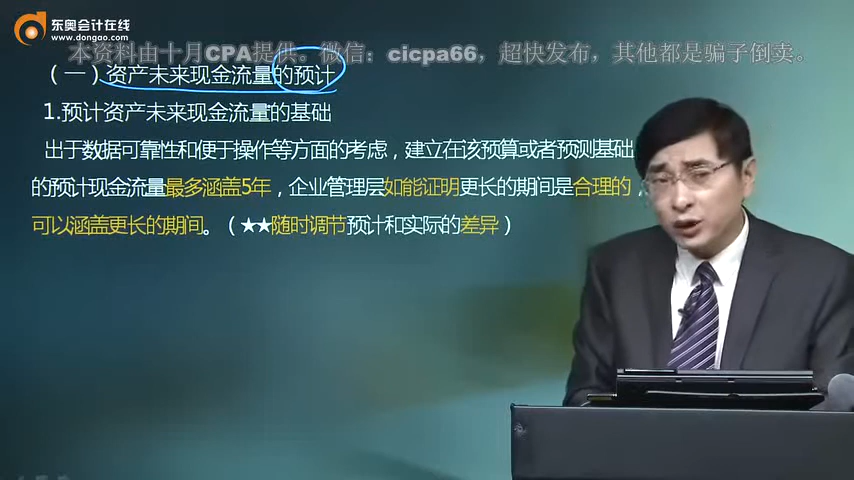 东奥会计在线
www.dongao.com
本资料由十月CPA提供。微信：cicpa66，超快发布，其他都是骗子倒卖。
（一）资产未来现金流量的预计
1.预计资产未来现金流量的基础
出于数据可靠性和便于操作等方面的考虑，建立在该预算或者预测基础
的预计现金流量最多涵盖5年，企业管理层如能证明更长的期间是合理的，
可以涵盖更长的期间。（★★随时调节预计和实际的差异）